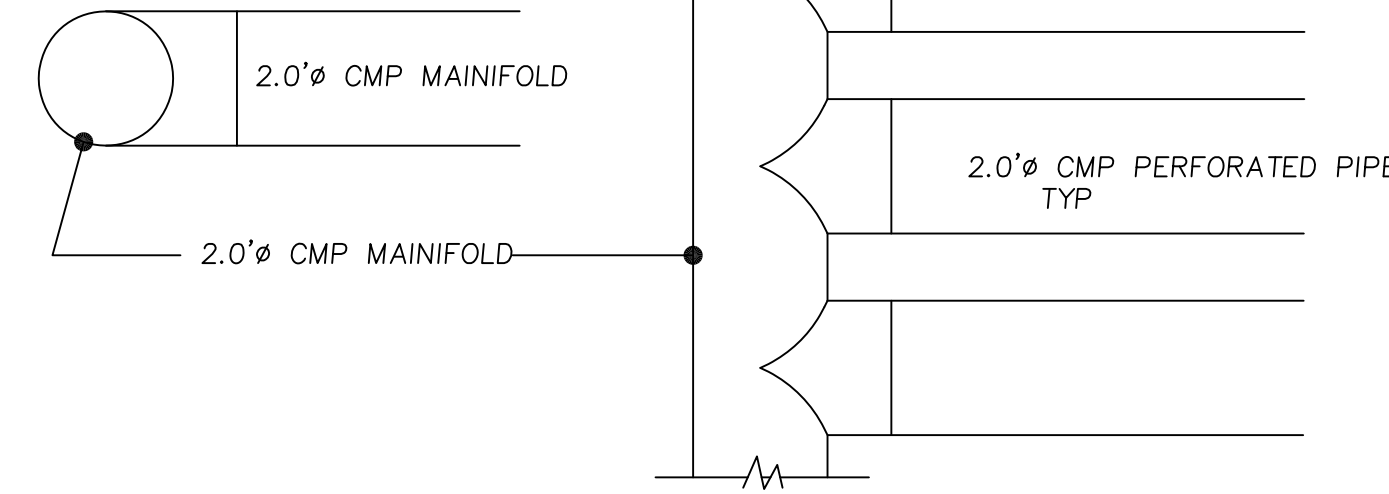 2.0'ø CMP MAINIFOLD
2.0'ø CMP PERFORATED PIPE
TYP
2.0'ø CMP MAINIFOLD